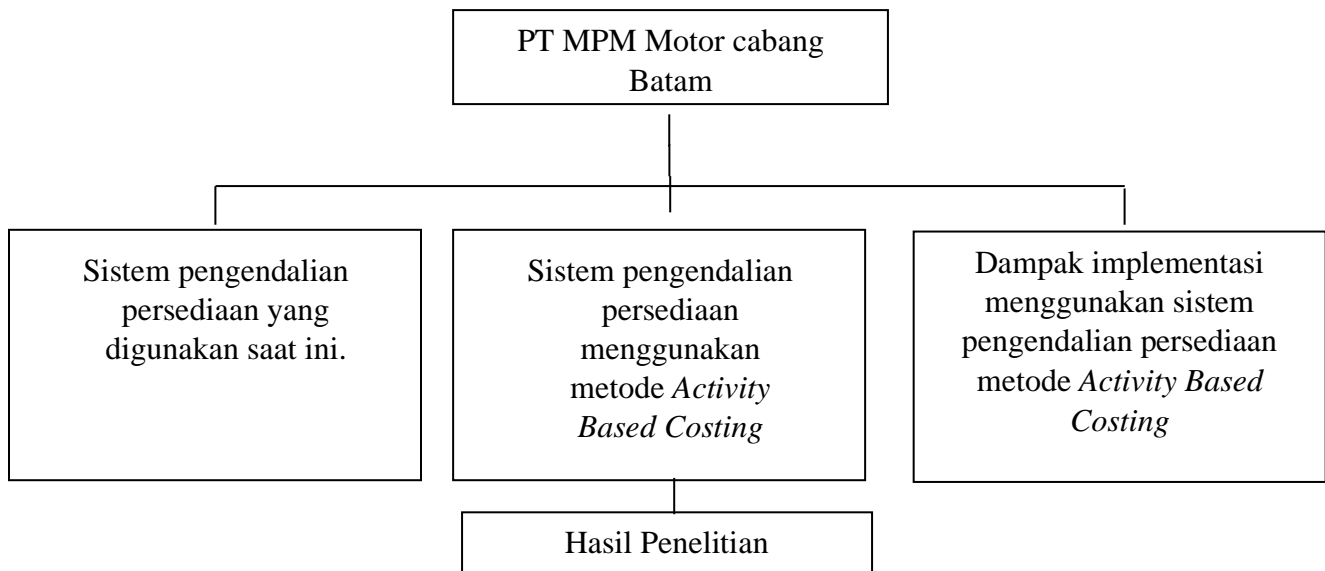 PT MPM Motor cabang
Batam
Sistem pengendalian
persediaan yang
digunakan saat ini.
Sistem pengendalian
persediaan
menggunakan
metode Activity
Based Costing
Dampak implementasi
menggunakan sistem
pengendalian persediaan
metode Activity Based
Costing
Hasil Penelitian